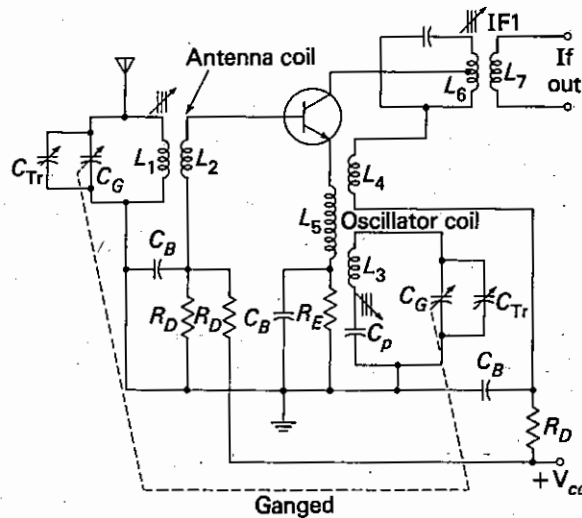 IF1
Antenna coil
L6
L7
If
out
CTr
CG
L1
L2
L4
L5
Oscillator coil
CB
L3
CG
CTr
RD
RD
CB
RE
Cp
CB
RD
+Vcc
Ganged